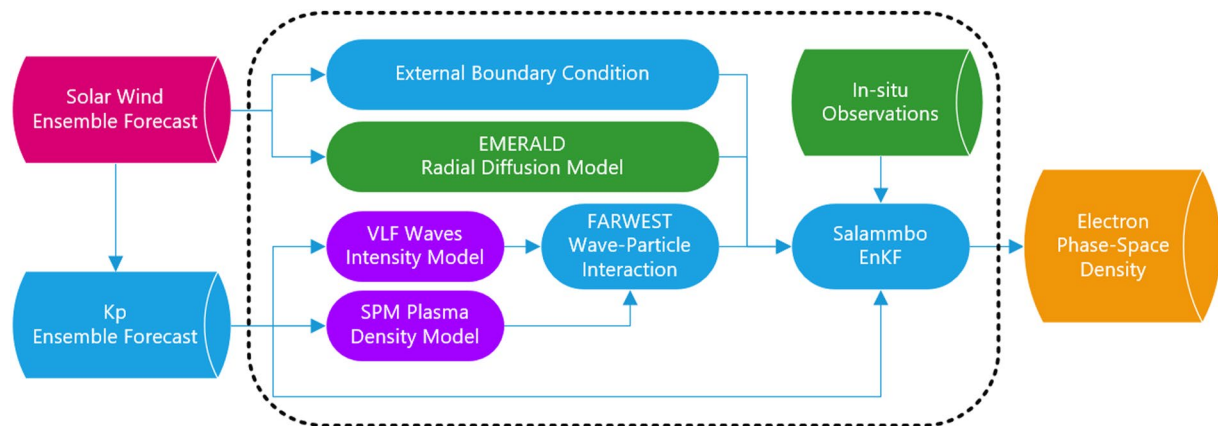 Solar Wind
Ensemble Forecast
External Boundary Condition
In-situ
Observations
EMERALD
Radial Diffusion Model
VLF Waves
Intensity Model
FARWEST
Wave-Particle
Interaction
Salammbo
EnKF
Electron
Phase-Space
Density
Kp
Ensemble Forecast
SPM Plasma
Density Model